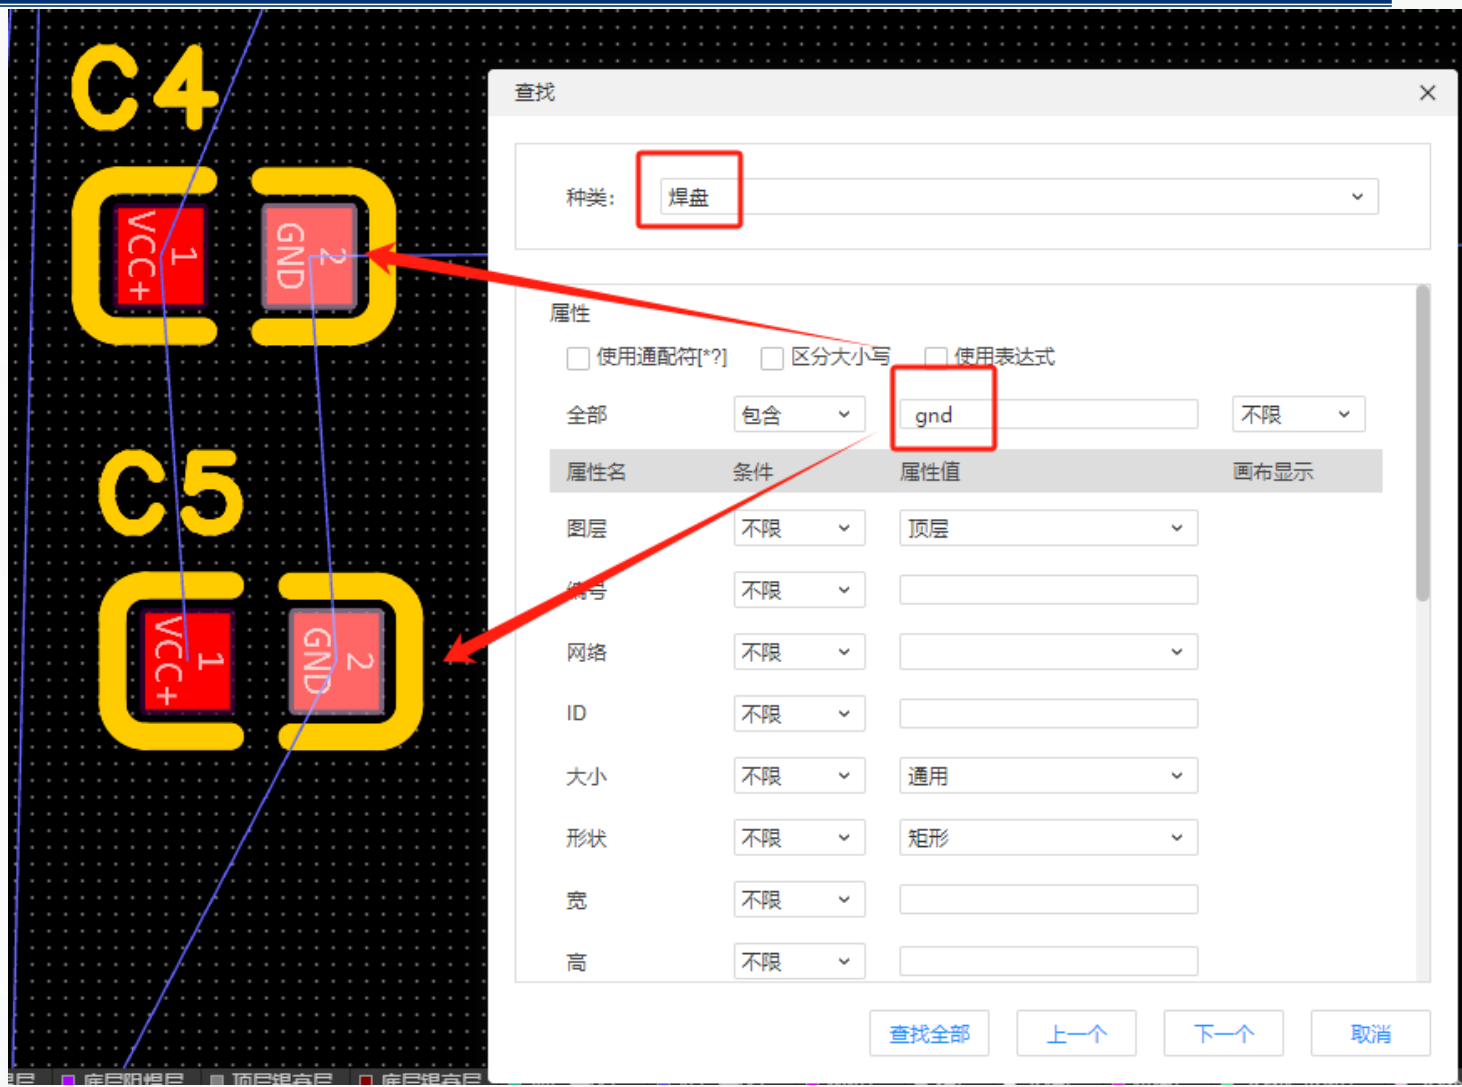 C4
1
VCC+
2
GND
C5
1
VCC+
2
GND
查找
种类: 焊盘
属性
使用通配符[*?] 区分大小写 使用表达式
全部 包含 gnd 不限
属性名 条件 属性值 画布显示
图层 不限 顶层
编号 不限
网络 不限
ID 不限
大小 不限 通用
形状 不限 矩形
宽 不限
高 不限
查找全部 上一个 下一个 取消
底层阻焊层 顶层锡膏层 底层锡膏层